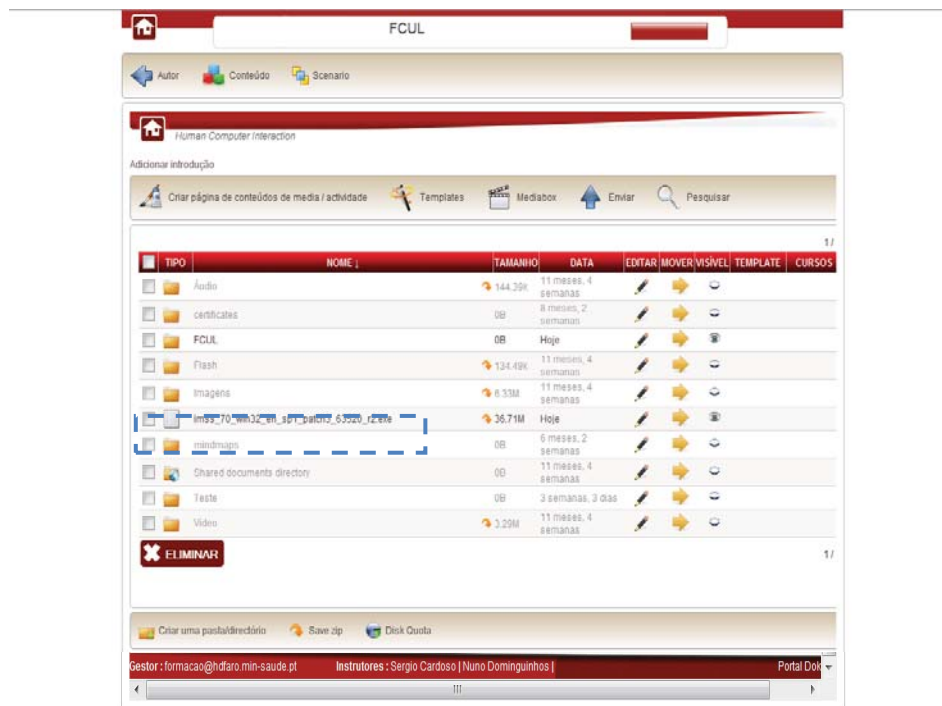 FCUL
Autor Conteúdo Scenario
Human Computer Interaction
Adicionar introdução
Criar página de conteúdos de media / actividade Templates Mediabox Enviar Pesquisar
1/
TIPO NOME ↓ TAMANHO DATA EDITAR MOVER VISÍVEL TEMPLATE CURSOS
Áudio 144.39K 11 meses, 4 semanas
certificates 0B 8 meses, 2 semanas
FCUL 0B Hoje
Flash 134.49K 11 meses, 4 semanas
Imagens 6.33M 11 meses, 4 semanas
imss_70_win32_en_sp1_patch3_63520_r2.exe 36.71M Hoje
mindmaps 0B 6 meses, 2 semanas
Shared documents directory 0B 11 meses, 4 semanas
Teste 0B 3 semanas, 3 dias
Video 3.29M 11 meses, 4 semanas
ELIMINAR
1/
Criar uma pasta/directório Save zip Disk Quota
Gestor : formacao@hdfaro.min-saude.pt Instrutores : Sergio Cardoso | Nuno Dominguinhos | Portal Dok